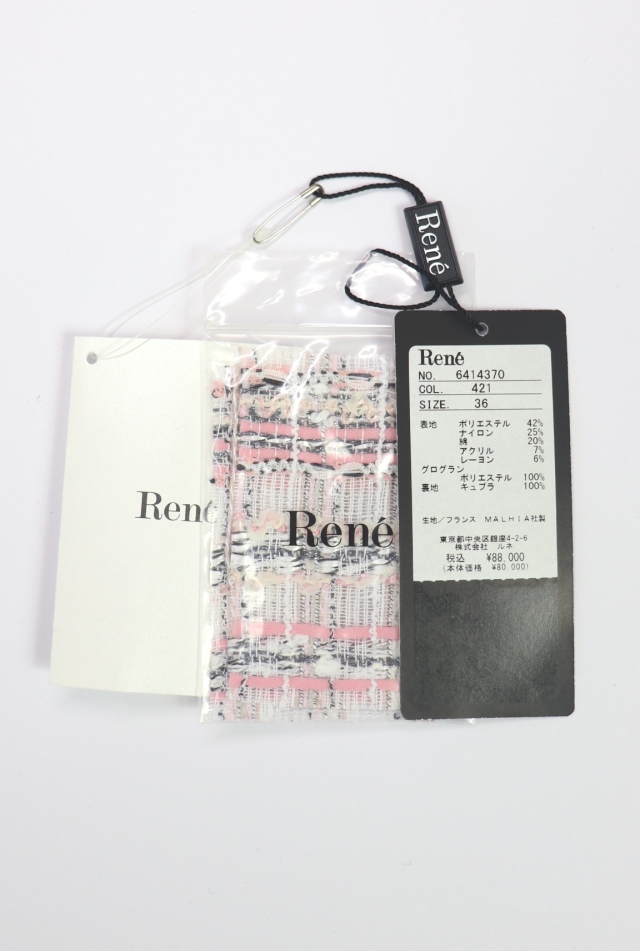 René
René
René
René
NO. 6414370
COL. 421
SIZE. 36
表地 ポリエステル 42%
ナイロン 25%
綿 20%
アクリル 7%
レーヨン 6%
グログラン
ポリエステル 100%
裏地 キュプラ 100%
生地/フランス MALHIA社製
東京都中央区銀座4-2-6
株式会社 ルネ
税込 ¥88,000
(本体価格 ¥80,000)